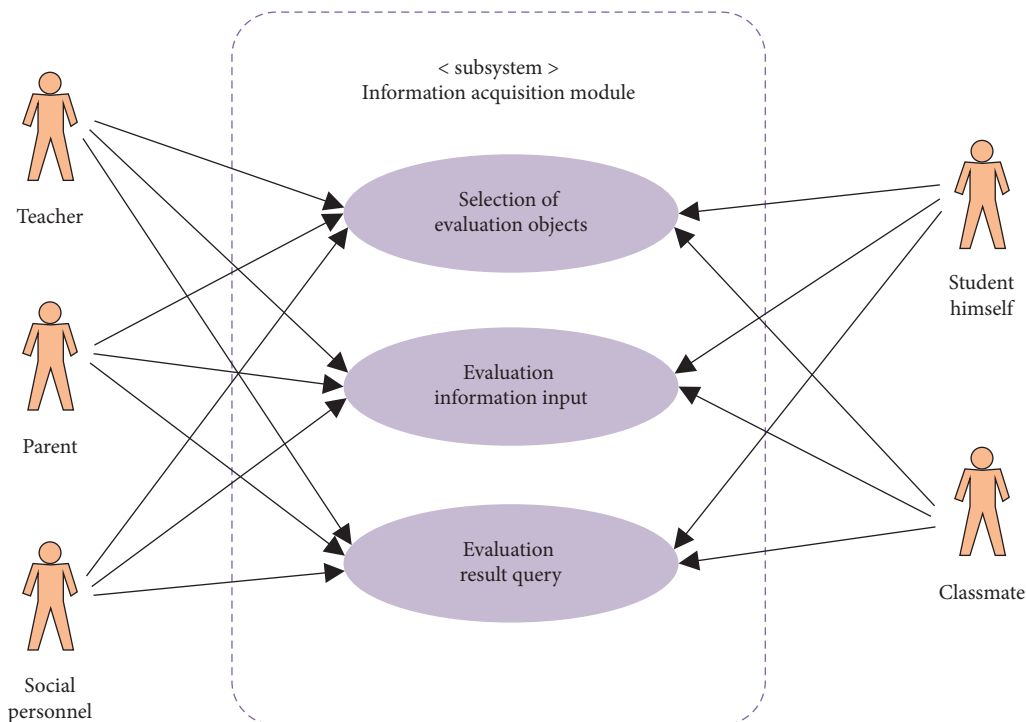 < subsystem >
Information acquisition module
Teacher
Parent
Social
personnel
Selection of
evaluation objects
Evaluation
information input
Evaluation
result query
Student
himself
Classmate